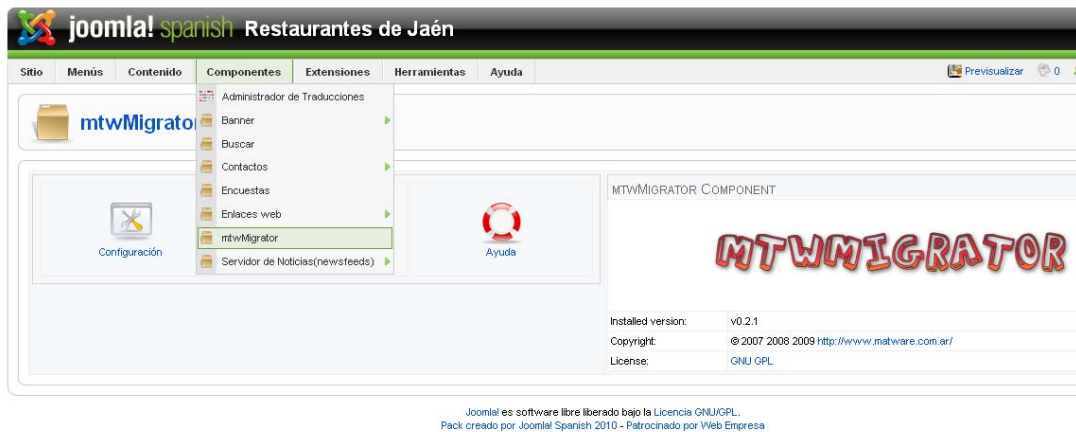 joomla! spanish Restaurantes de Jaén
Sitio Menús Contenido Componentes Extensiones Herramientas Ayuda Previsualizar 0
mtwMigrator
Administrador de Traducciones
Banner
Buscar
Contactos
Encuestas
Enlaces web
mtwMigrator
Servidor de Noticias(newsfeeds)
Configuración
Ayuda
MTWMIGRATOR COMPONENT
MTWMIGRATOR
Installed version: v0.2.1
Copyright: © 2007 2008 2009 http://www.matware.com.ar/
License: GNU GPL
Joomla! es software libre liberado bajo la Licencia GNU/GPL.
Pack creado por Joomla! Spanish 2010 - Patrocinado por Web Empresa